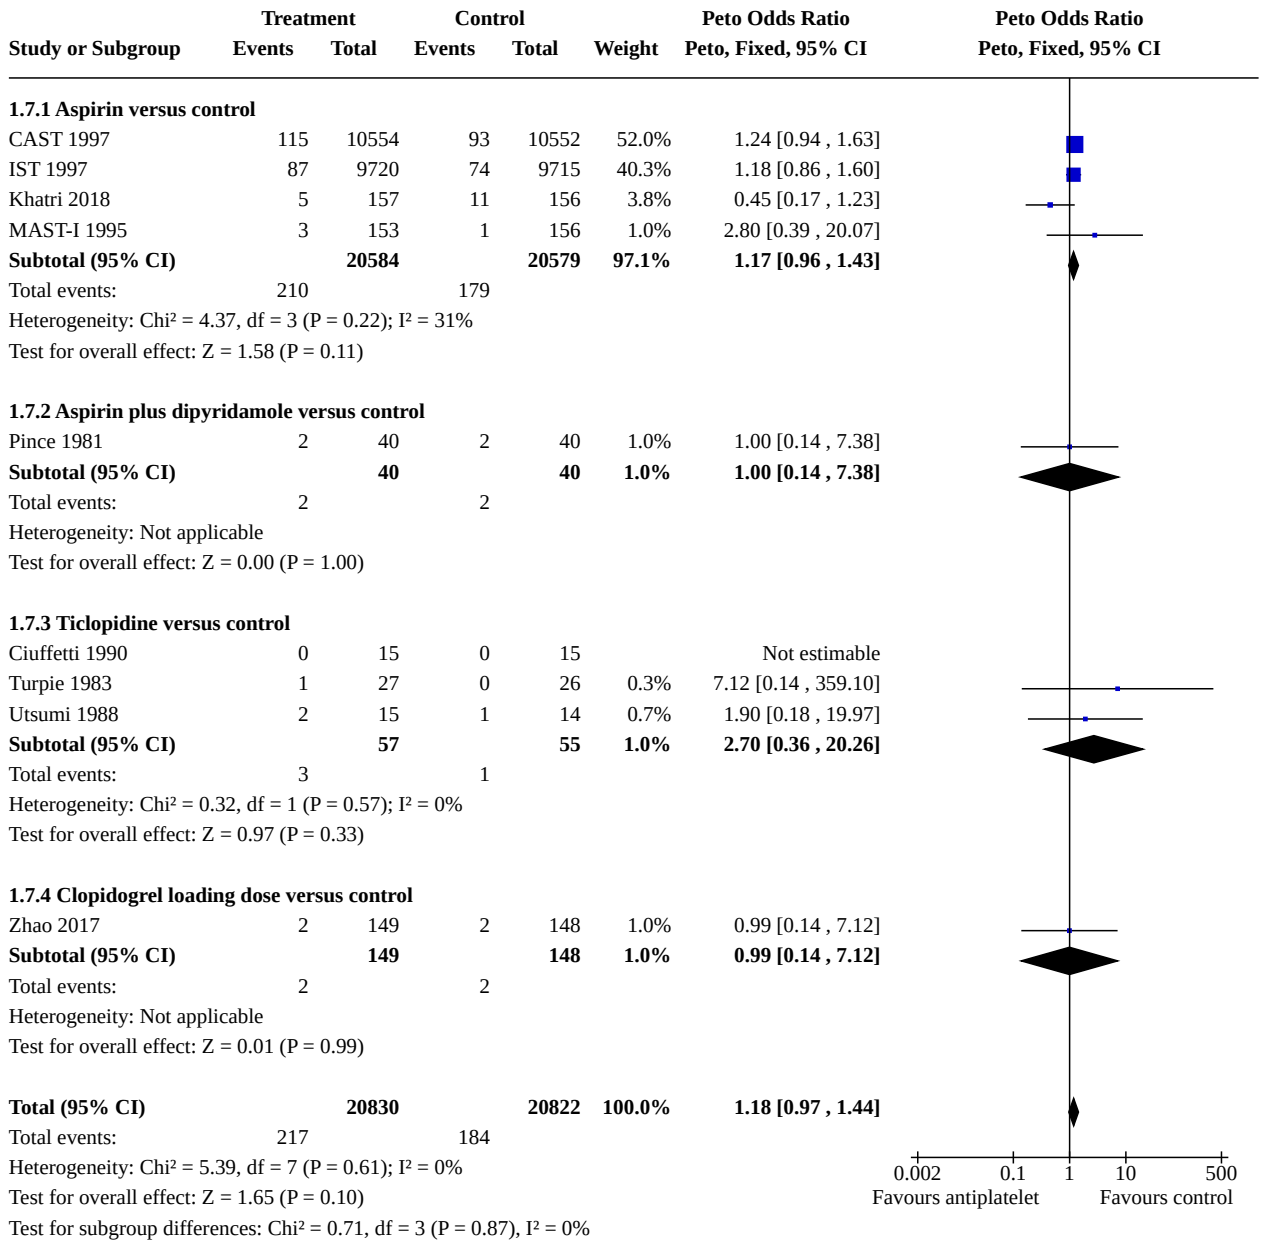 Treatment Control Peto Odds Ratio Peto Odds Ratio
Study or Subgroup Events Total Events Total Weight Peto, Fixed, 95% CI Peto, Fixed, 95% CI
1.7.1 Aspirin versus control
CAST 1997 115 10554 93 10552 52.0% 1.24 [0.94 , 1.63]
IST 1997 87 9720 74 9715 40.3% 1.18 [0.86 , 1.60]
Khatri 2018 5 157 11 156 3.8% 0.45 [0.17 , 1.23]
MAST-I 1995 3 153 1 156 1.0% 2.80 [0.39 , 20.07]
Subtotal (95% CI) 20584 20579 97.1% 1.17 [0.96 , 1.43]
Total events: 210 179
Heterogeneity: Chi² = 4.37, df = 3 (P = 0.22); I² = 31%
Test for overall effect: Z = 1.58 (P = 0.11)
1.7.2 Aspirin plus dipyridamole versus control
Pince 1981 2 40 2 40 1.0% 1.00 [0.14 , 7.38]
Subtotal (95% CI) 40 40 1.0% 1.00 [0.14 , 7.38]
Total events: 2 2
Heterogeneity: Not applicable
Test for overall effect: Z = 0.00 (P = 1.00)
1.7.3 Ticlopidine versus control
Ciuffetti 1990 0 15 0 15 Not estimable
Turpie 1983 1 27 0 26 0.3% 7.12 [0.14 , 359.10]
Utsumi 1988 2 15 1 14 0.7% 1.90 [0.18 , 19.97]
Subtotal (95% CI) 57 55 1.0% 2.70 [0.36 , 20.26]
Total events: 3 1
Heterogeneity: Chi² = 0.32, df = 1 (P = 0.57); I² = 0%
Test for overall effect: Z = 0.97 (P = 0.33)
1.7.4 Clopidogrel loading dose versus control
Zhao 2017 2 149 2 148 1.0% 0.99 [0.14 , 7.12]
Subtotal (95% CI) 149 148 1.0% 0.99 [0.14 , 7.12]
Total events: 2 2
Heterogeneity: Not applicable
Test for overall effect: Z = 0.01 (P = 0.99)
Total (95% CI) 20830 20822 100.0% 1.18 [0.97 , 1.44]
Total events: 217 184
Heterogeneity: Chi² = 5.39, df = 7 (P = 0.61); I² = 0%
0.002 0.1 1 10 500
Test for overall effect: Z = 1.65 (P = 0.10)
Favours antiplatelet Favours control
Test for subgroup differences: Chi² = 0.71, df = 3 (P = 0.87), I² = 0%